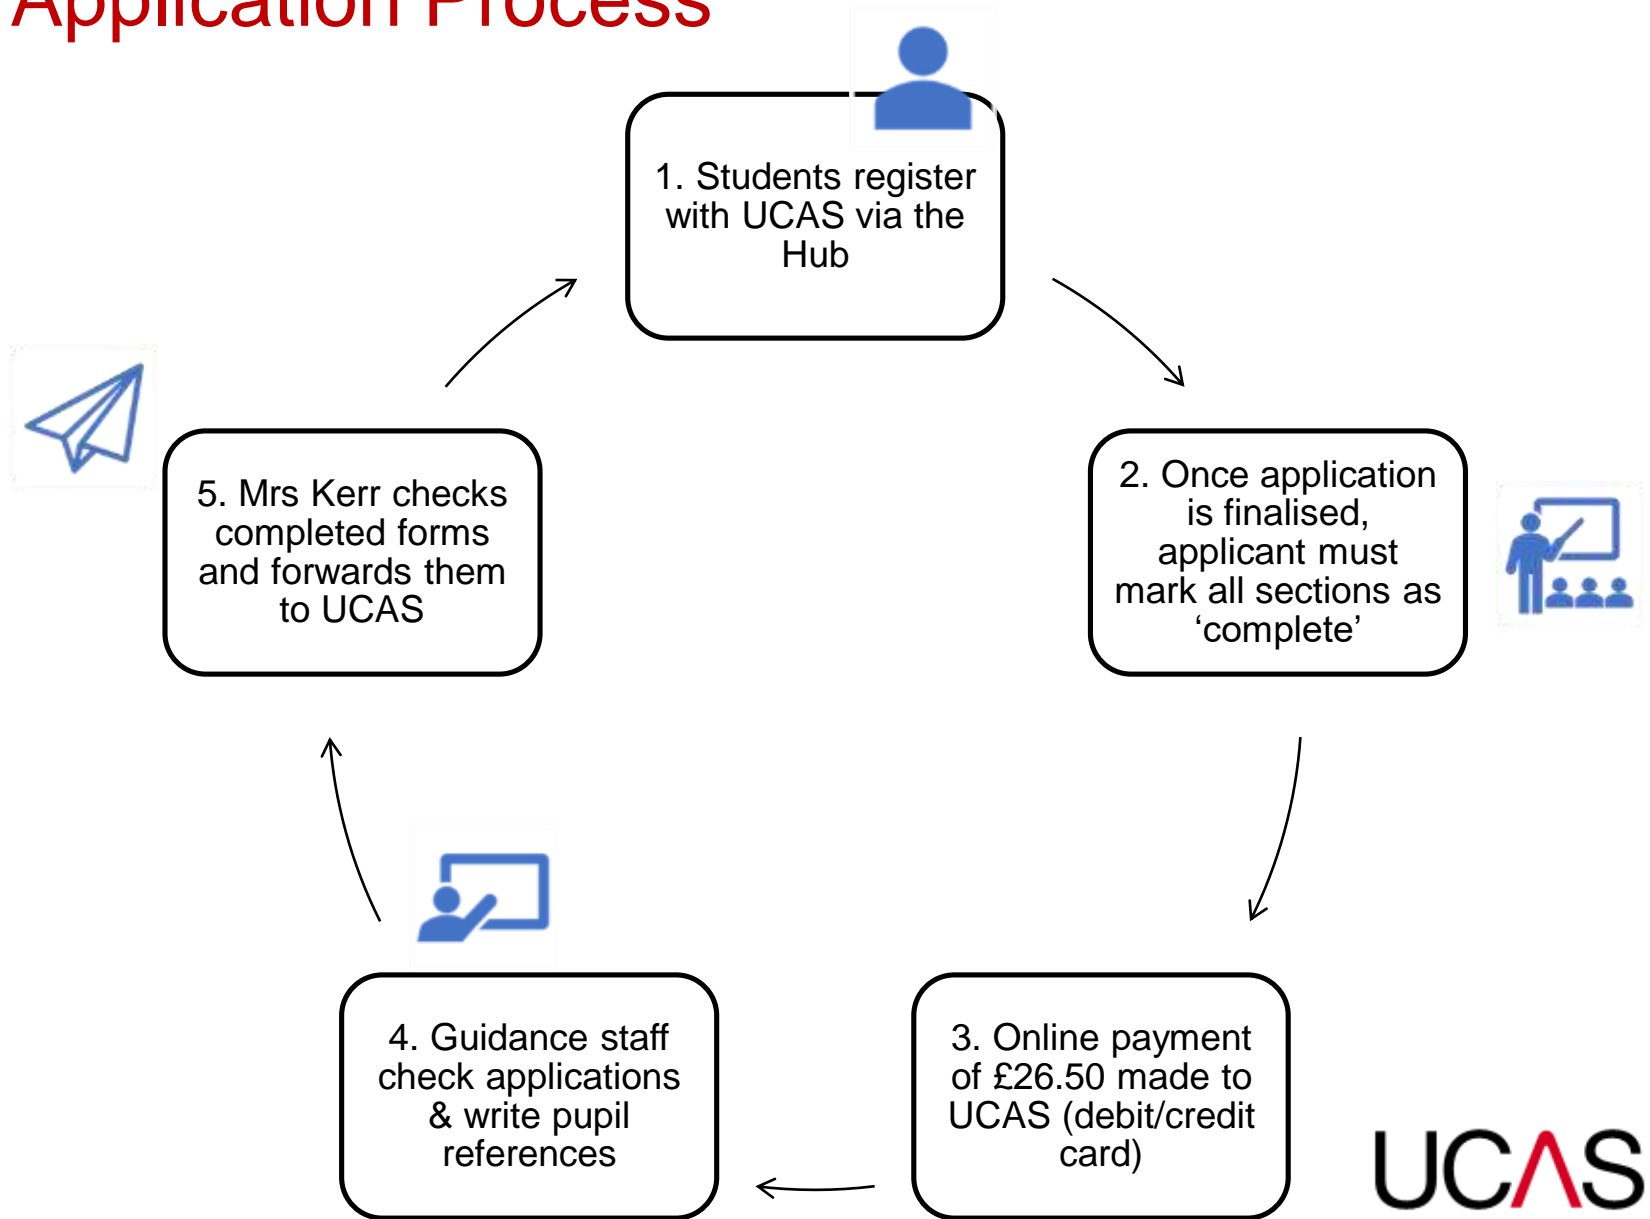 Application Process
1. Students register
with UCAS via the
Hub
2. Once application
is finalised,
applicant must
mark all sections as
‘complete’
3. Online payment
of £26.50 made to
UCAS (debit/credit
card)
4. Guidance staff
check applications
& write pupil
references
5. Mrs Kerr checks
completed forms
and forwards them
to UCAS
UCAS